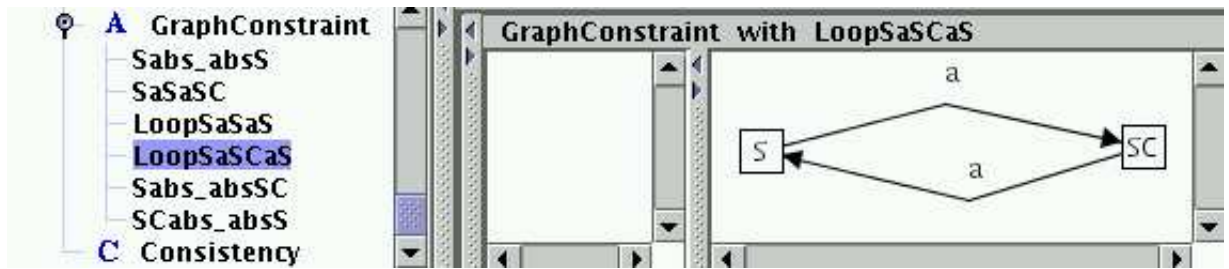 A GraphConstraint
Sabs_absS
SaSaSC
LoopSaSaS
LoopSaSCaS
Sabs_absSC
SCabs_absS
C Consistency
GraphConstraint with LoopSaSCaS
a
S
SC
a